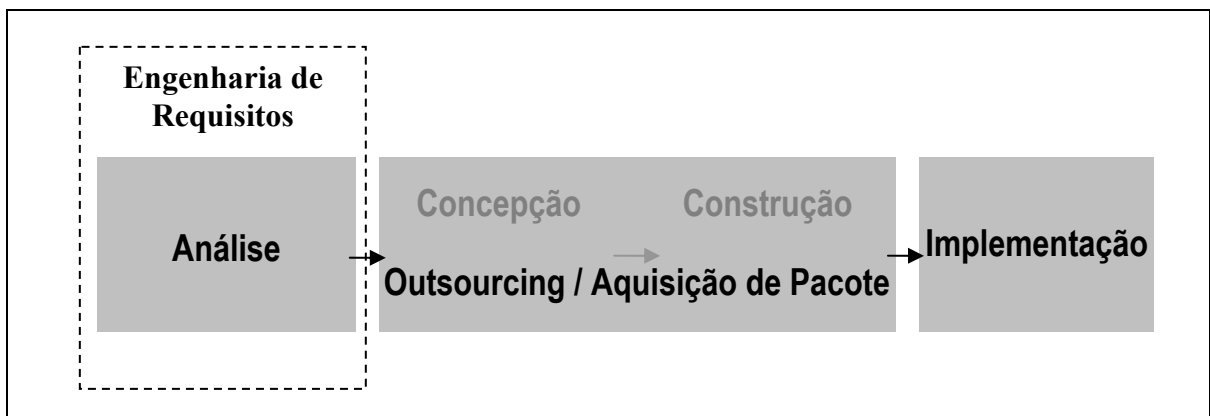 Engenharia de
Requisitos
Análise
Concepção
Construção
Outsourcing / Aquisição de Pacote
Implementação